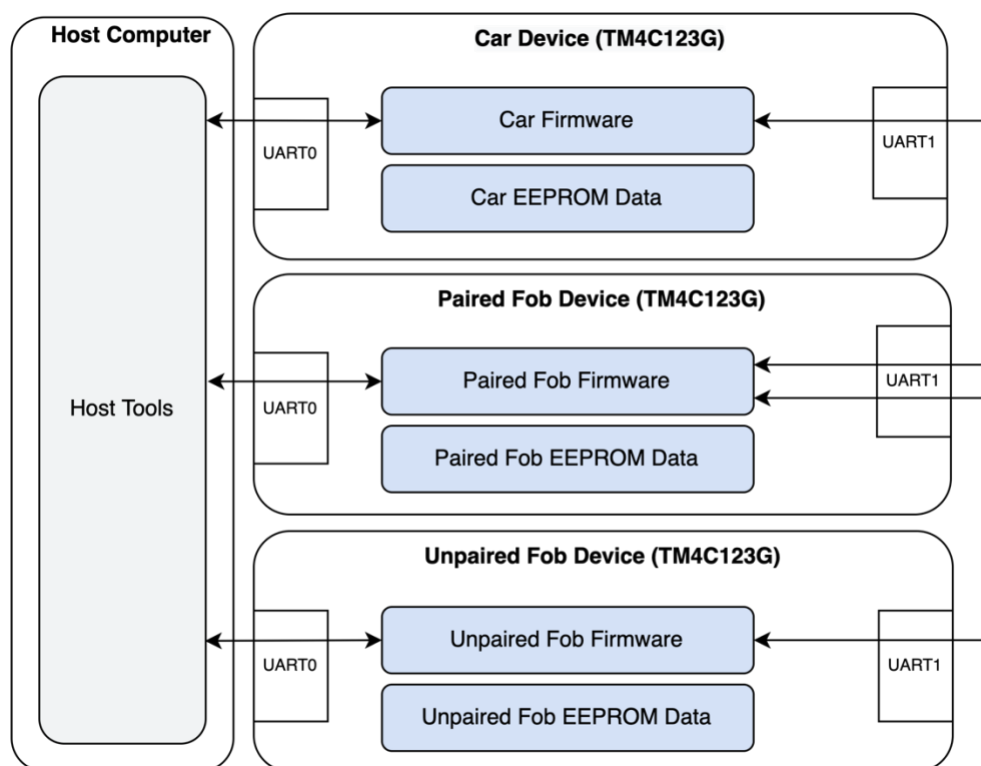 Host Computer
Host Tools
Car Device (TM4C123G)
UART0
Car Firmware
Car EEPROM Data
UART1
Paired Fob Device (TM4C123G)
UART0
Paired Fob Firmware
Paired Fob EEPROM Data
UART1
Unpaired Fob Device (TM4C123G)
UART0
Unpaired Fob Firmware
Unpaired Fob EEPROM Data
UART1